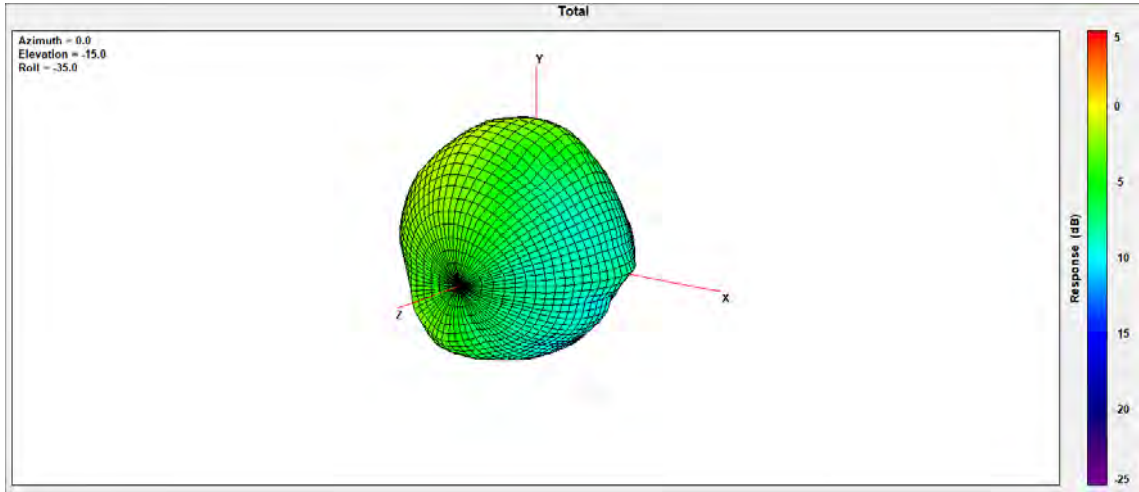 Total
Azimuth = 0.0
Elevation = -15.0
Roll = -35.0
Y
X
Z
5
0
5
10
15
-20
-25
Response (dB)